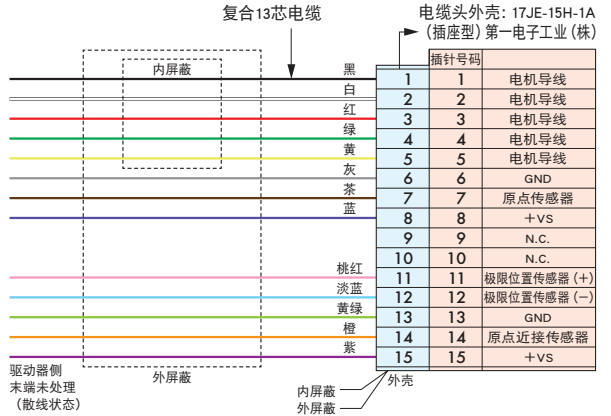 复合13芯电缆
电缆头外壳：17JE-15H-1A
（插座型）第一电子工业（株）
插针号码
内屏蔽
黑 1 1 电机导线
白 2 2 电机导线
红 3 3 电机导线
绿 4 4 电机导线
黄 5 5 电机导线
灰 6 6 GND
茶 7 7 原点传感器
蓝 8 8 ＋VS
9 9 N.C.
10 10 N.C.
桃红 11 11 极限位置传感器（＋）
淡蓝 12 12 极限位置传感器（－）
黄绿 13 13 GND
橙 14 14 原点近接传感器
紫 15 15 ＋VS
驱动器侧
末端未处理
（散线状态）
外屏蔽
内屏蔽
外屏蔽
外壳